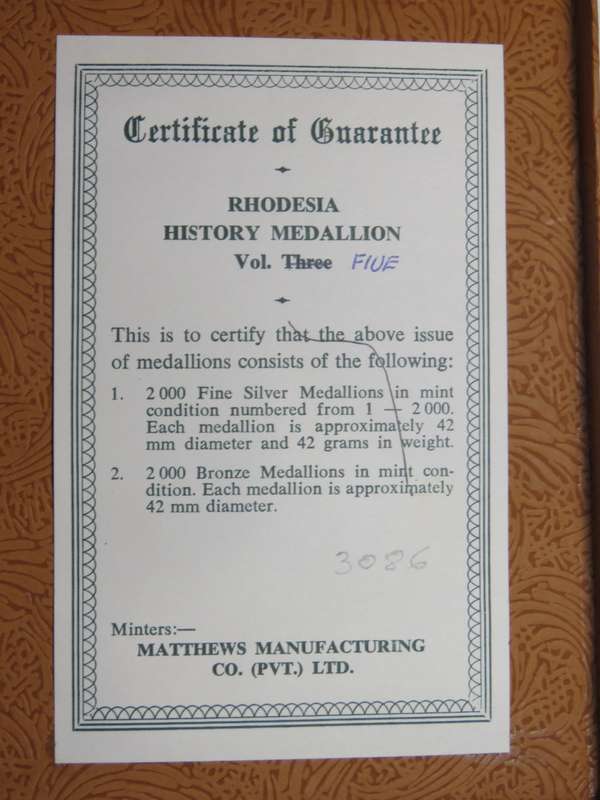 Certificate of Guarantee
RHODESIA
HISTORY MEDALLION
Vol. Three FIVE
This is to certify that the above issue
of medallions consists of the following:
1. 2 000 Fine Silver Medallions in mint
condition numbered from 1 — 2 000.
Each medallion is approximately 42
mm diameter and 42 grams in weight.
2. 2 000 Bronze Medallions in mint con-
dition. Each medallion is approximately
42 mm diameter.
3086
Minters:—
MATTHEWS MANUFACTURING
CO. (PVT.) LTD.